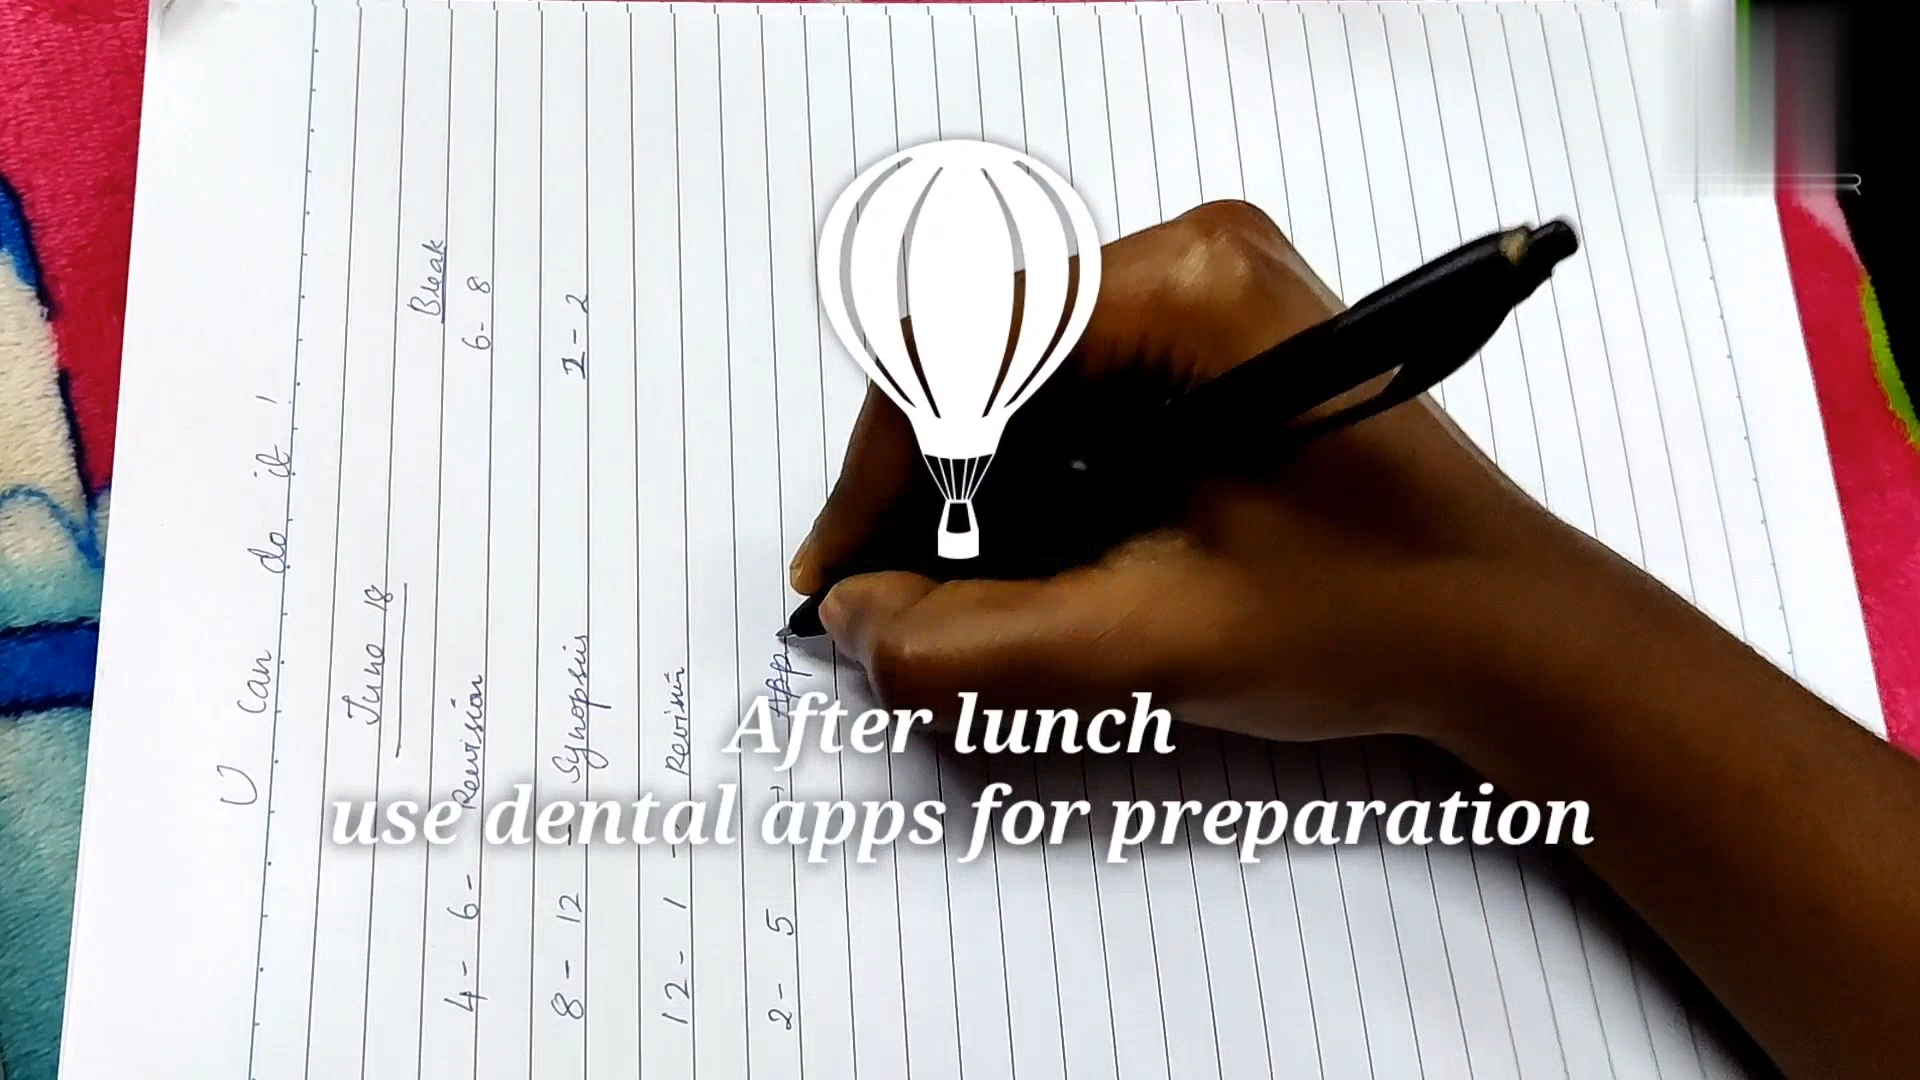 U can do it !
June 18
Break
4 - 6 - Revision 6 - 8
8 - 12 - Synopsis 2 - 2
12 - 1 - Revision
2 - 5 - App
After lunch
use dental apps for preparation